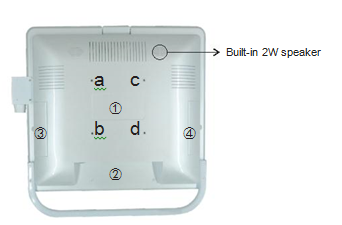 Built-in 2W speaker
a c
①
b d
③ ④
②